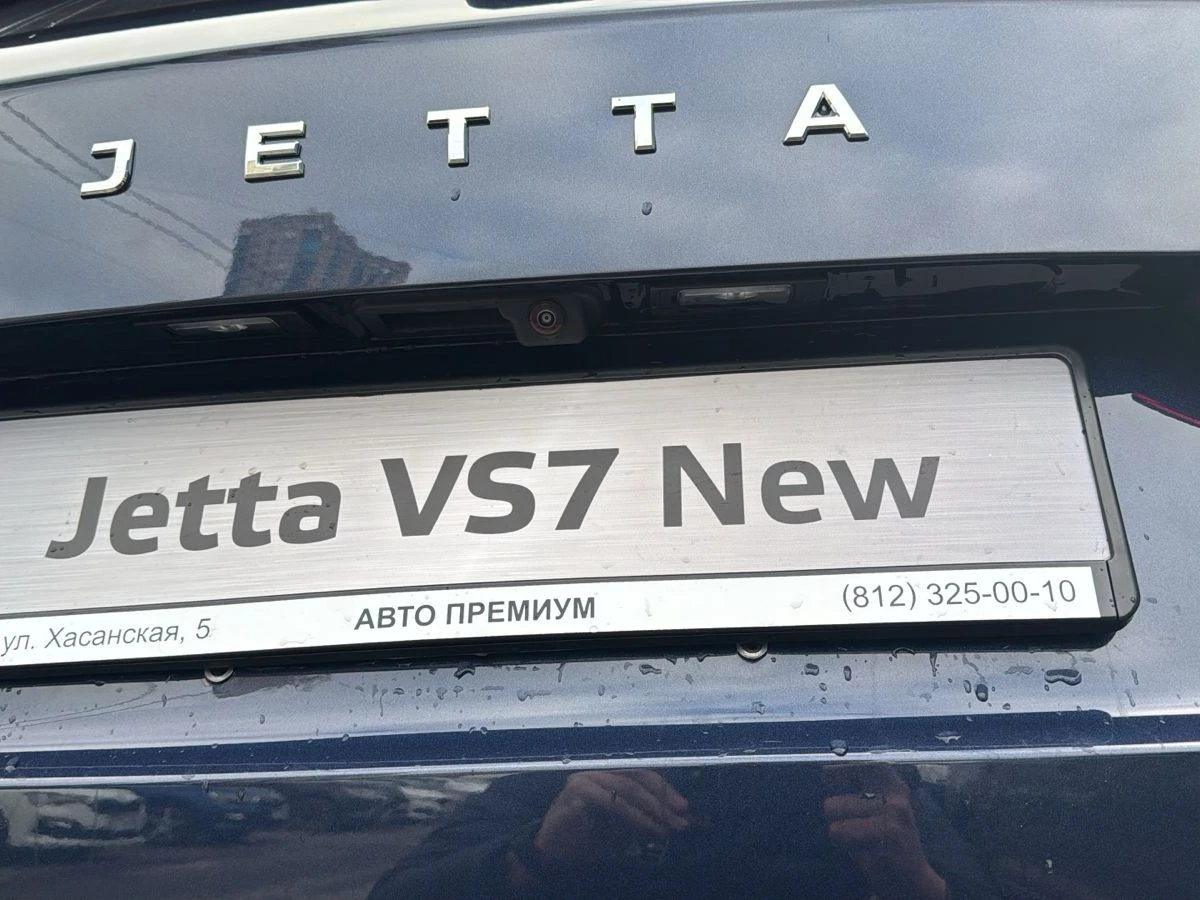 JETTA
Jetta VS7 New
ул. Хасанская, 5 АВТО ПРЕМИУМ (812) 325-00-10